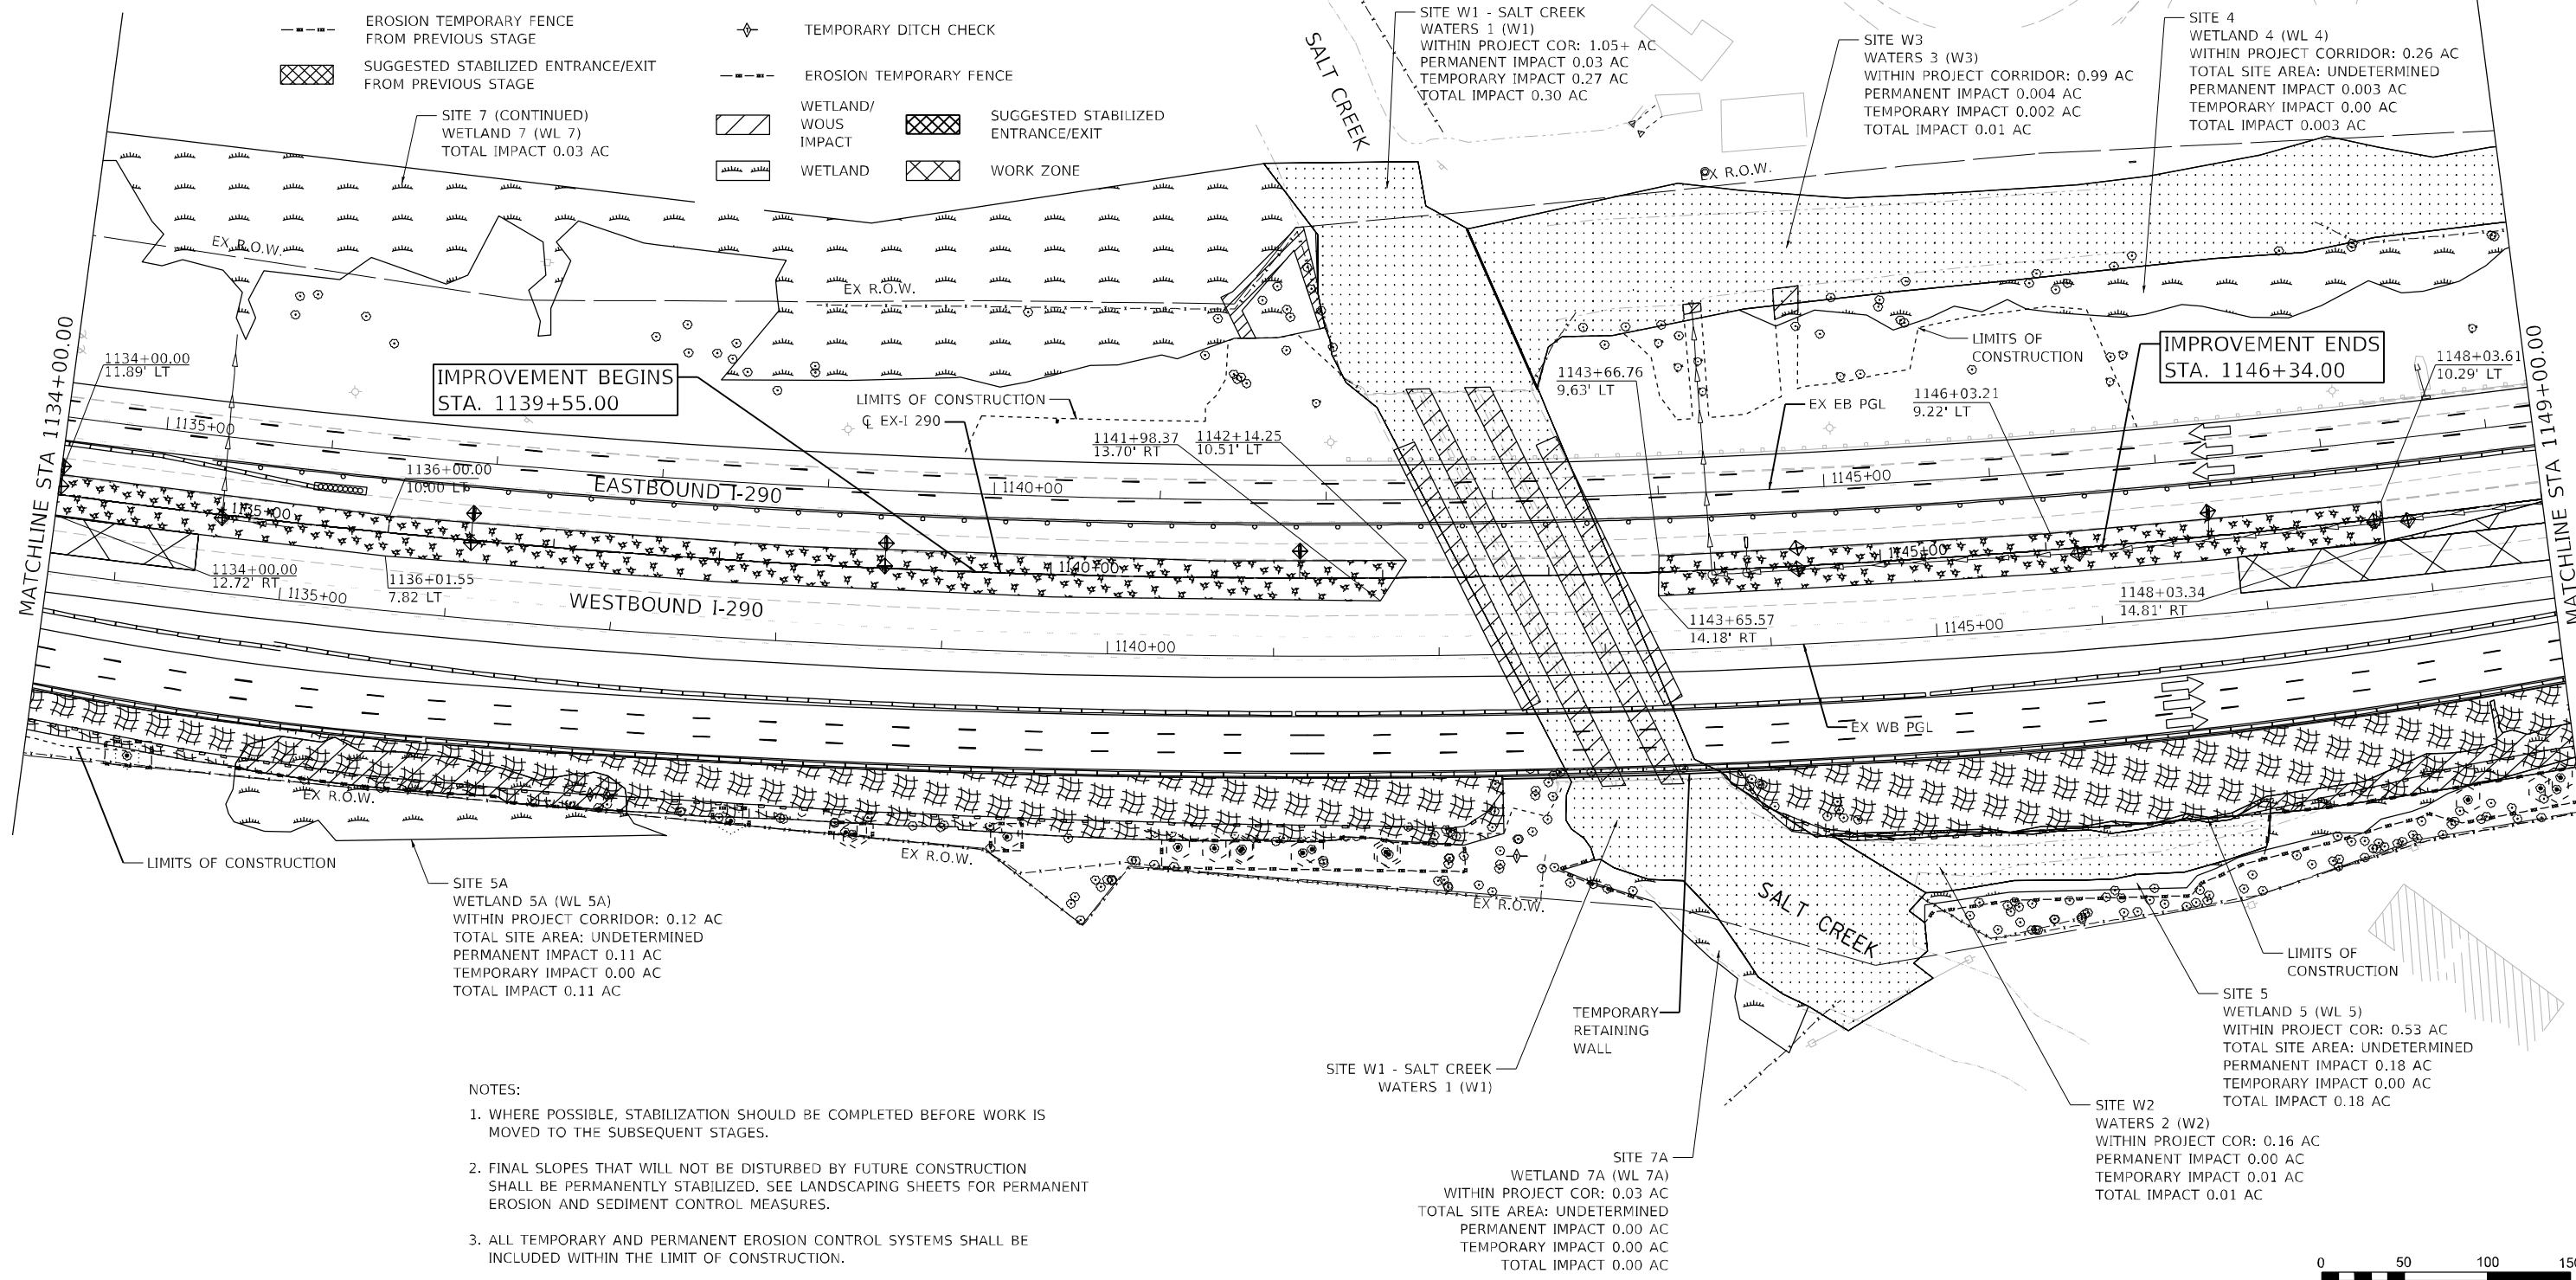 EROSION TEMPORARY FENCE
FROM PREVIOUS STAGE
SUGGESTED STABILIZED ENTRANCE/EXIT
FROM PREVIOUS STAGE
TEMPORARY DITCH CHECK
EROSION TEMPORARY FENCE
WETLAND/
WOUS
IMPACT
SUGGESTED STABILIZED
ENTRANCE/EXIT
WETLAND
WORK ZONE
SITE 7 (CONTINUED)
WETLAND 7 (WL 7)
TOTAL IMPACT 0.03 AC
SALT CREEK
SITE W1 - SALT CREEK
WATERS 1 (W1)
WITHIN PROJECT COR: 1.05+ AC
PERMANENT IMPACT 0.03 AC
TEMPORARY IMPACT 0.27 AC
TOTAL IMPACT 0.30 AC
SITE W3
WATERS 3 (W3)
WITHIN PROJECT CORRIDOR: 0.99 AC
PERMANENT IMPACT 0.004 AC
TEMPORARY IMPACT 0.002 AC
TOTAL IMPACT 0.01 AC
SITE 4
WETLAND 4 (WL 4)
WITHIN PROJECT CORRIDOR: 0.26 AC
TOTAL SITE AREA: UNDETERMINED
PERMANENT IMPACT 0.003 AC
TEMPORARY IMPACT 0.00 AC
TOTAL IMPACT 0.003 AC
EX R.O.W.
EX R.O.W.
EX R.O.W.
MATCHLINE STA 1134+00.00
1134+00.00
11.89' LT
IMPROVEMENT BEGINS
STA. 1139+55.00
LIMITS OF CONSTRUCTION
℄ EX-I 290
1141+98.37
13.70' RT
1142+14.25
10.51' LT
1143+66.76
9.63' LT
EX EB PGL
1146+03.21
9.22' LT
LIMITS OF
CONSTRUCTION
IMPROVEMENT ENDS
STA. 1146+34.00
1148+03.61
10.29' LT
MATCHLINE STA 1149+00.00
1135+00
1136+00.00
10.00 LT
EASTBOUND I-290
1140+00
1145+00
1135+00
1140+00
1145+00
1134+00.00
12.72' RT
1136+01.55
7.82 LT
1135+00
WESTBOUND I-290
1140+00
1143+65.57
14.18' RT
1145+00
1148+03.34
14.81' RT
EX WB PGL
EX R.O.W.
EX R.O.W.
EX R.O.W.
LIMITS OF CONSTRUCTION
SITE 5A
WETLAND 5A (WL 5A)
WITHIN PROJECT CORRIDOR: 0.12 AC
TOTAL SITE AREA: UNDETERMINED
PERMANENT IMPACT 0.11 AC
TEMPORARY IMPACT 0.00 AC
TOTAL IMPACT 0.11 AC
SALT CREEK
LIMITS OF
CONSTRUCTION
TEMPORARY
RETAINING
WALL
SITE W1 - SALT CREEK
WATERS 1 (W1)
SITE 5
WETLAND 5 (WL 5)
WITHIN PROJECT COR: 0.53 AC
TOTAL SITE AREA: UNDETERMINED
PERMANENT IMPACT 0.18 AC
TEMPORARY IMPACT 0.00 AC
TOTAL IMPACT 0.18 AC
SITE W2
WATERS 2 (W2)
WITHIN PROJECT COR: 0.16 AC
PERMANENT IMPACT 0.00 AC
TEMPORARY IMPACT 0.01 AC
TOTAL IMPACT 0.01 AC
SITE 7A
WETLAND 7A (WL 7A)
WITHIN PROJECT COR: 0.03 AC
TOTAL SITE AREA: UNDETERMINED
PERMANENT IMPACT 0.00 AC
TEMPORARY IMPACT 0.00 AC
TOTAL IMPACT 0.00 AC
NOTES:
1. WHERE POSSIBLE, STABILIZATION SHOULD BE COMPLETED BEFORE WORK IS
MOVED TO THE SUBSEQUENT STAGES.
2. FINAL SLOPES THAT WILL NOT BE DISTURBED BY FUTURE CONSTRUCTION
SHALL BE PERMANENTLY STABILIZED. SEE LANDSCAPING SHEETS FOR PERMANENT
EROSION AND SEDIMENT CONTROL MEASURES.
3. ALL TEMPORARY AND PERMANENT EROSION CONTROL SYSTEMS SHALL BE
INCLUDED WITHIN THE LIMIT OF CONSTRUCTION.
0 50 100